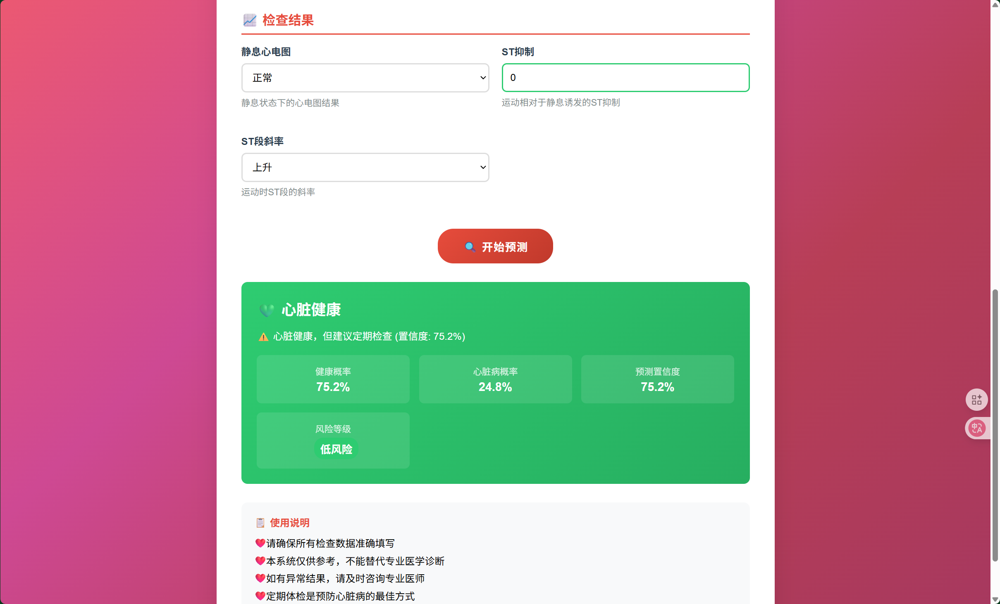 检查结果
静息心电图
正常
静息状态下的心电图结果
ST抑制
0
运动相对于静息诱发的ST抑制
ST段斜率
上升
运动时ST段的斜率
开始预测
心脏健康
心脏健康，但建议定期检查 (置信度: 75.2%)
健康概率
75.2%
心脏病概率
24.8%
预测置信度
75.2%
风险等级
低风险
使用说明
请确保所有检查数据准确填写
本系统仅供参考，不能替代专业医学诊断
如有异常结果，请及时咨询专业医师
定期体检是预防心脏病的最佳方式
中A